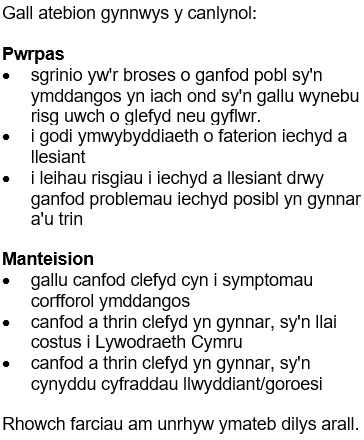 Gall atebion gynnwys y canlynol:
Pwrpas
• sgrinio yw'r broses o ganfod pobl sy'n
ymddangos yn iach ond sy'n gallu wynebu
risg uwch o glefyd neu gyflwr.
• i godi ymwybyddiaeth o faterion iechyd a
llesiant
• i leihau risgiau i iechyd a llesiant drwy
ganfod problemau iechyd posibl yn gynnar
a'u trin
Manteision
• gallu canfod clefyd cyn i symptomau
corfforol ymddangos
• canfod a thrin clefyd yn gynnar, sy'n llai
costus i Lywodraeth Cymru
• canfod a thrin clefyd yn gynnar, sy'n
cynyddu cyfraddau llwyddiant/goroesi
Rhowch farciau am unrhyw ymateb dilys arall.